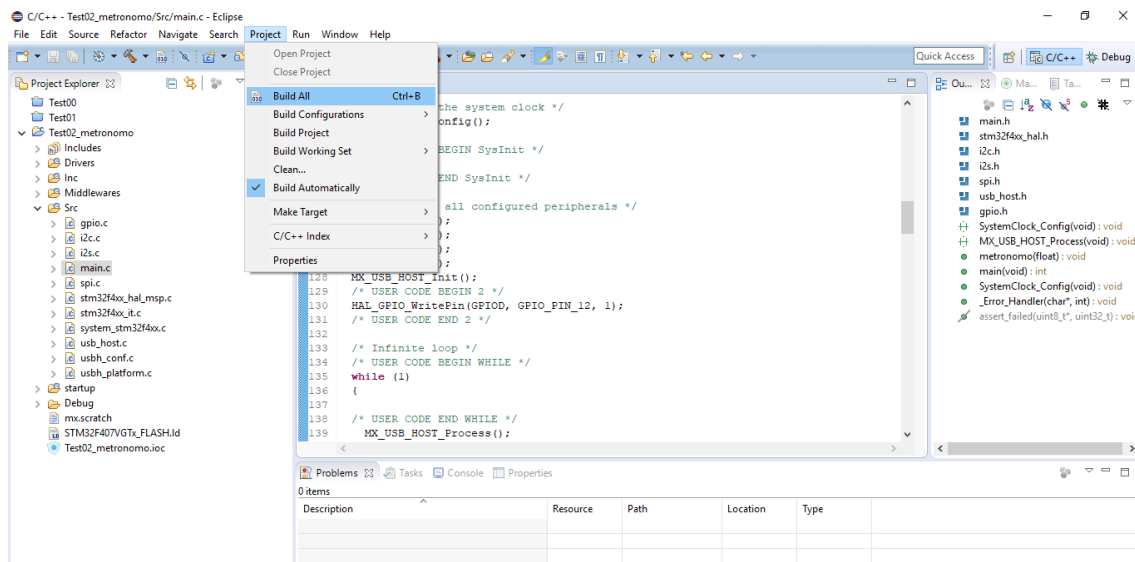 C/C++ - Test02_metronomo/Src/main.c - Eclipse
File Edit Source Refactor Navigate Search Project Run Window Help
Quick Access
C/C++
Debug
Project Explorer
Test00
Test01
Test02_metronomo
Includes
Drivers
Inc
Middlewares
Src
gpio.c
i2c.c
i2s.c
main.c
spi.c
stm32f4xx_hal_msp.c
stm32f4xx_it.c
system_stm32f4xx.c
usb_host.c
usbh_conf.c
usbh_platform.c
startup
Debug
mx.scratch
STM32F407VGTx_FLASH.ld
Test02_metronomo.ioc
Open Project
Close Project
Build All Ctrl+B
Build Configurations
Build Project
Build Working Set
Clean...
Build Automatically
Make Target
C/C++ Index
Properties
the system clock */
onfig();
BEGIN SysInit */
END SysInit */
all configured peripherals */
);
);
);
);
128 MX_USB_HOST_Init();
129 /* USER CODE BEGIN 2 */
130 HAL_GPIO_WritePin(GPIOD, GPIO_PIN_12, 1);
131 /* USER CODE END 2 */
132
133 /* Infinite loop */
134 /* USER CODE BEGIN WHILE */
135 while (1)
136 {
137
138 /* USER CODE END WHILE */
139 MX_USB_HOST_Process();
Ou... Ma... Ta...
main.h
stm32f4xx_hal.h
i2c.h
i2s.h
spi.h
usb_host.h
gpio.h
SystemClock_Config(void) : void
MX_USB_HOST_Process(void) : void
metronomo(float) : void
main(void) : int
SystemClock_Config(void) : void
_Error_Handler(char*, int) : void
assert_failed(uint8_t*, uint32_t) : voi
Problems Tasks Console Properties
0 items
Description Resource Path Location Type